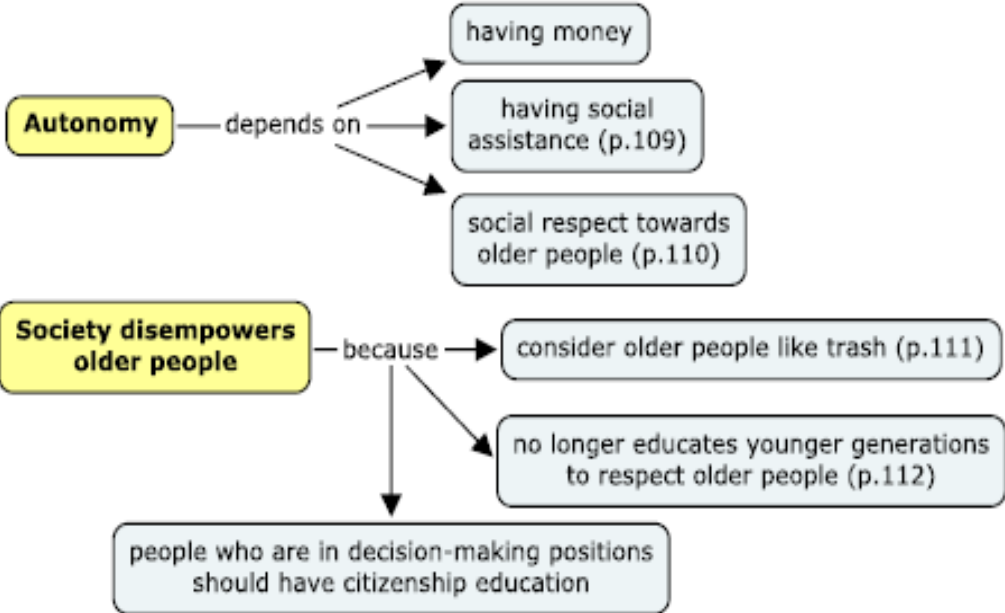 having money
Autonomy
depends on
having social
assistance (p.109)
social respect towards
older people (p.110)
Society disempowers
older people
because
consider older people like trash (p.111)
no longer educates younger generations
to respect older people (p.112)
people who are in decision-making positions
should have citizenship education